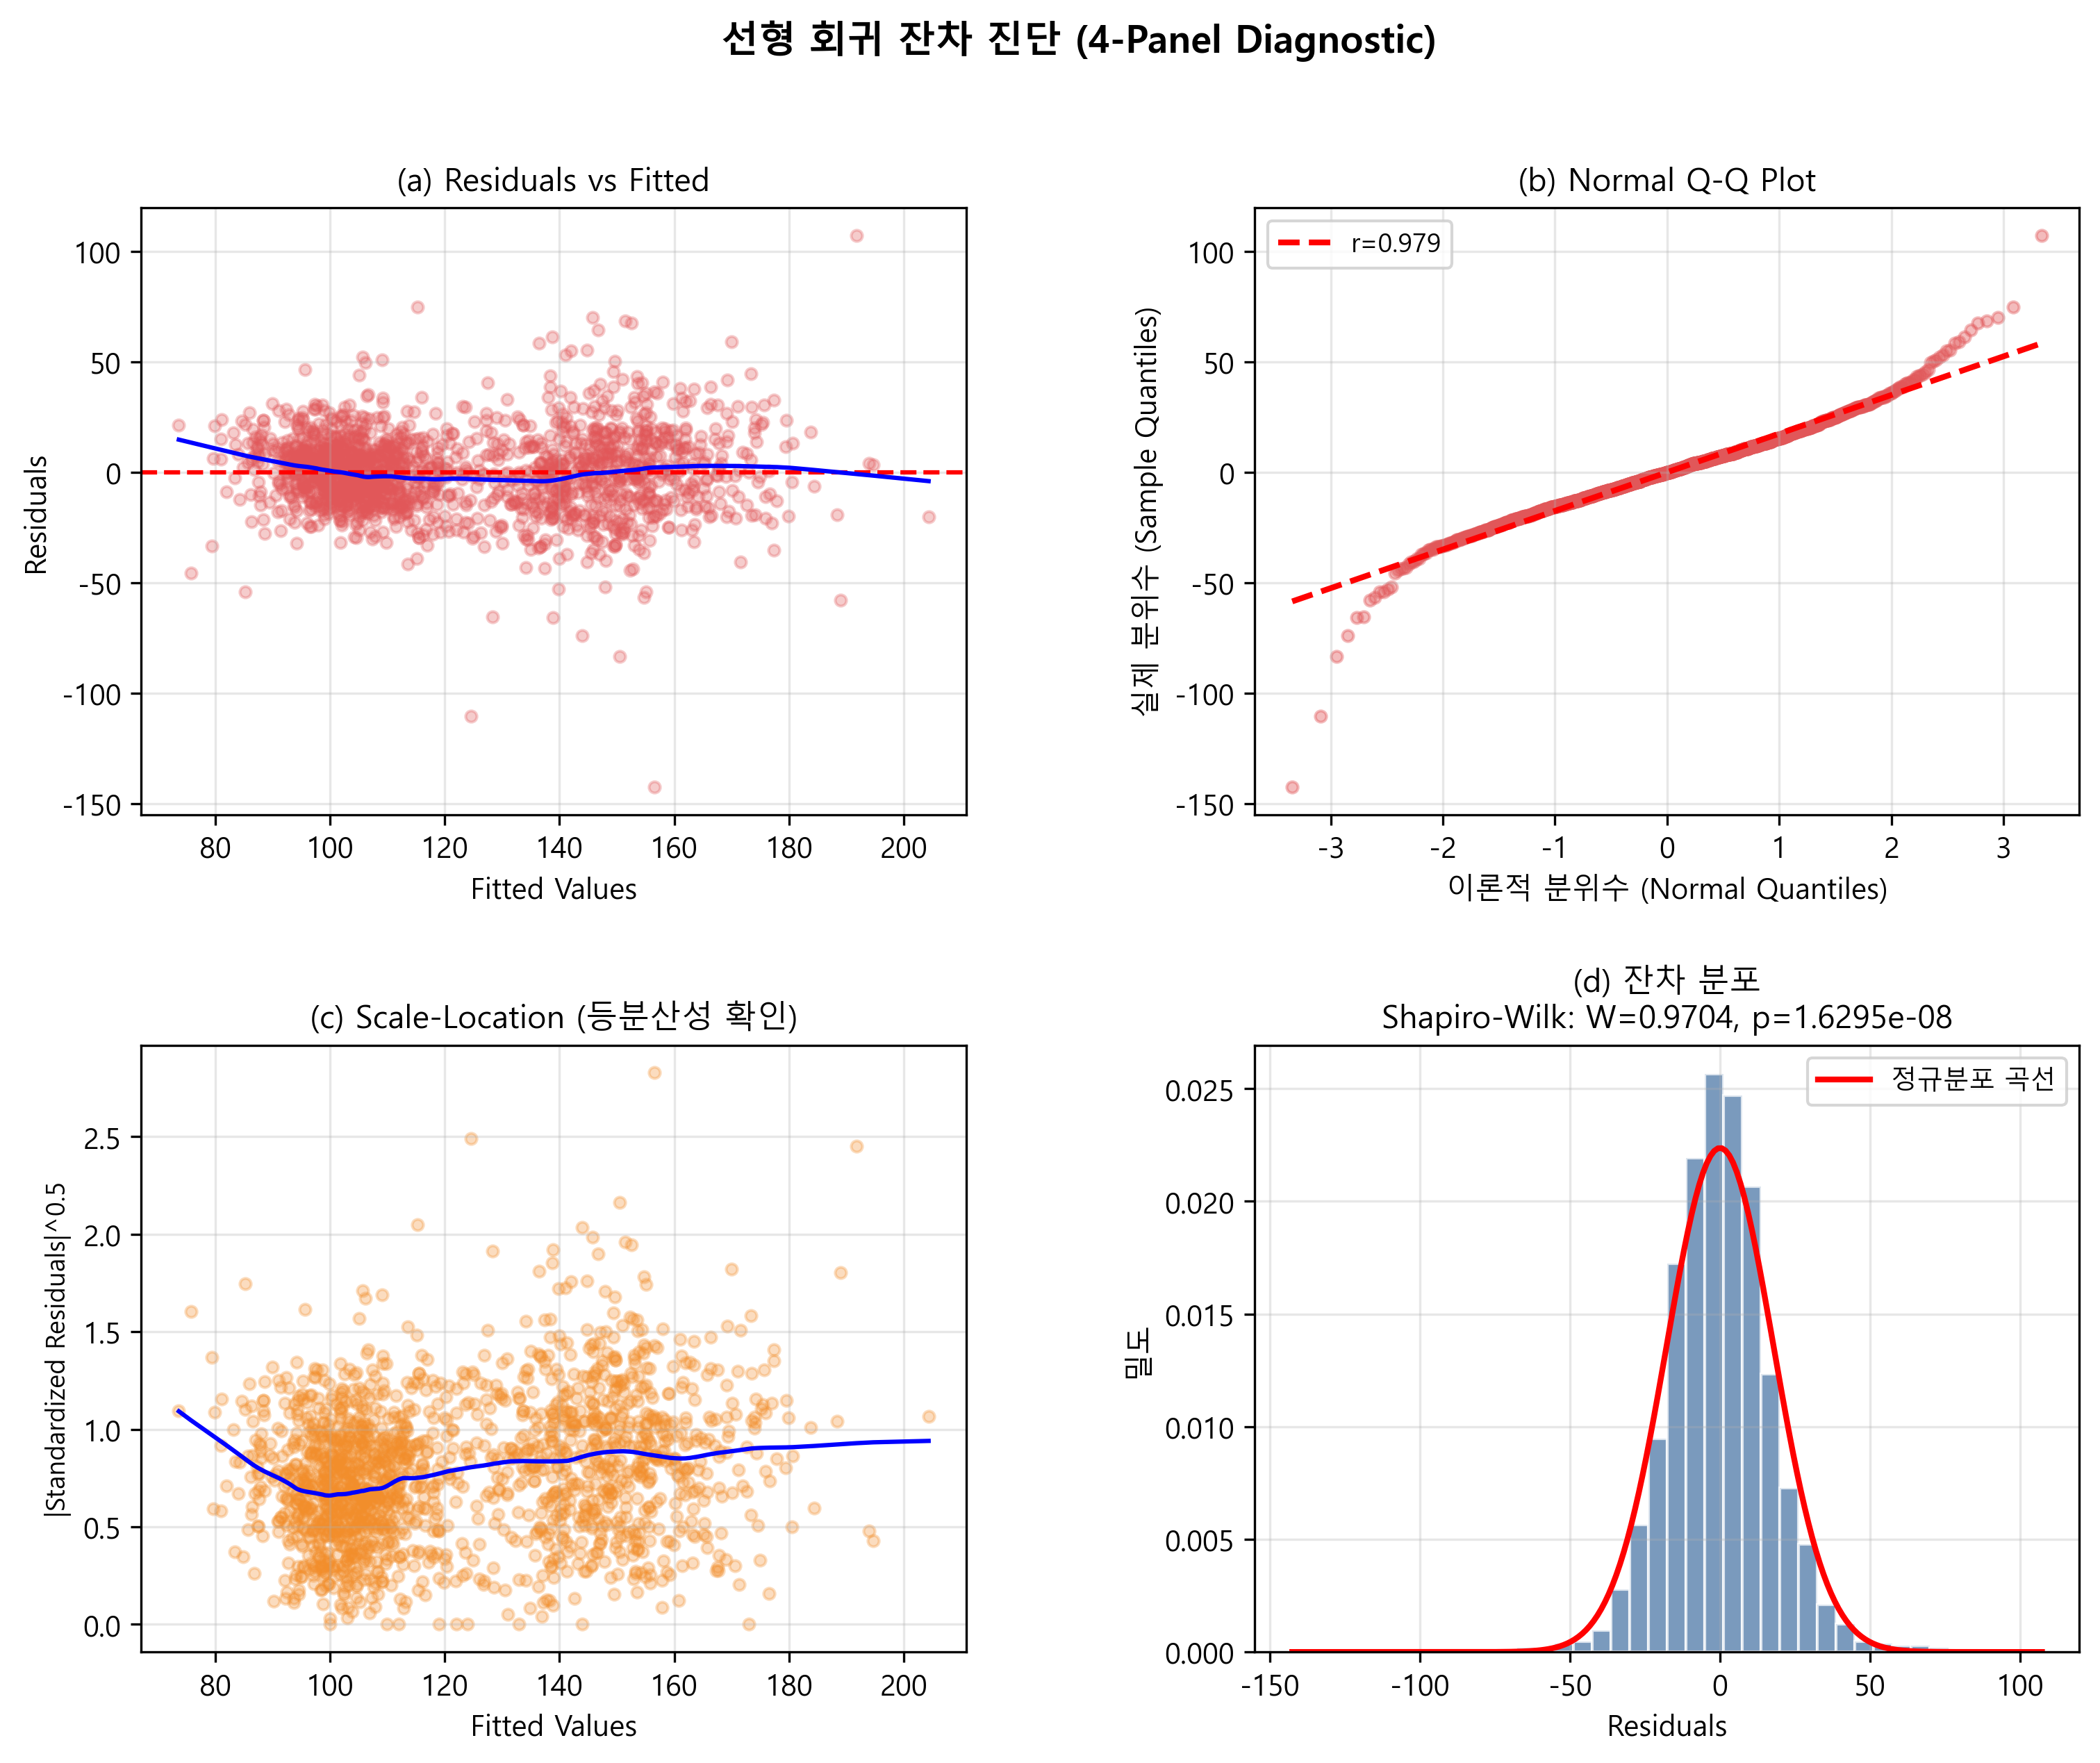 선형 회귀 잔차 진단 (4-Panel Diagnostic)
(a) Residuals vs Fitted
Residuals
100
50
0
-50
-100
-150
80 100 120 140 160 180 200
Fitted Values
(b) Normal Q-Q Plot
r=0.979
실제 분위수 (Sample Quantiles)
100
50
0
-50
-100
-150
-3 -2 -1 0 1 2 3
이론적 분위수 (Normal Quantiles)
(c) Scale-Location (등분산성 확인)
|Standardized Residuals|^0.5
2.5
2.0
1.5
1.0
0.5
0.0
80 100 120 140 160 180 200
Fitted Values
(d) 잔차 분포
Shapiro-Wilk: W=0.9704, p=1.6295e-08
정규분포 곡선
밀도
0.025
0.020
0.015
0.010
0.005
0.000
-150 -100 -50 0 50 100
Residuals